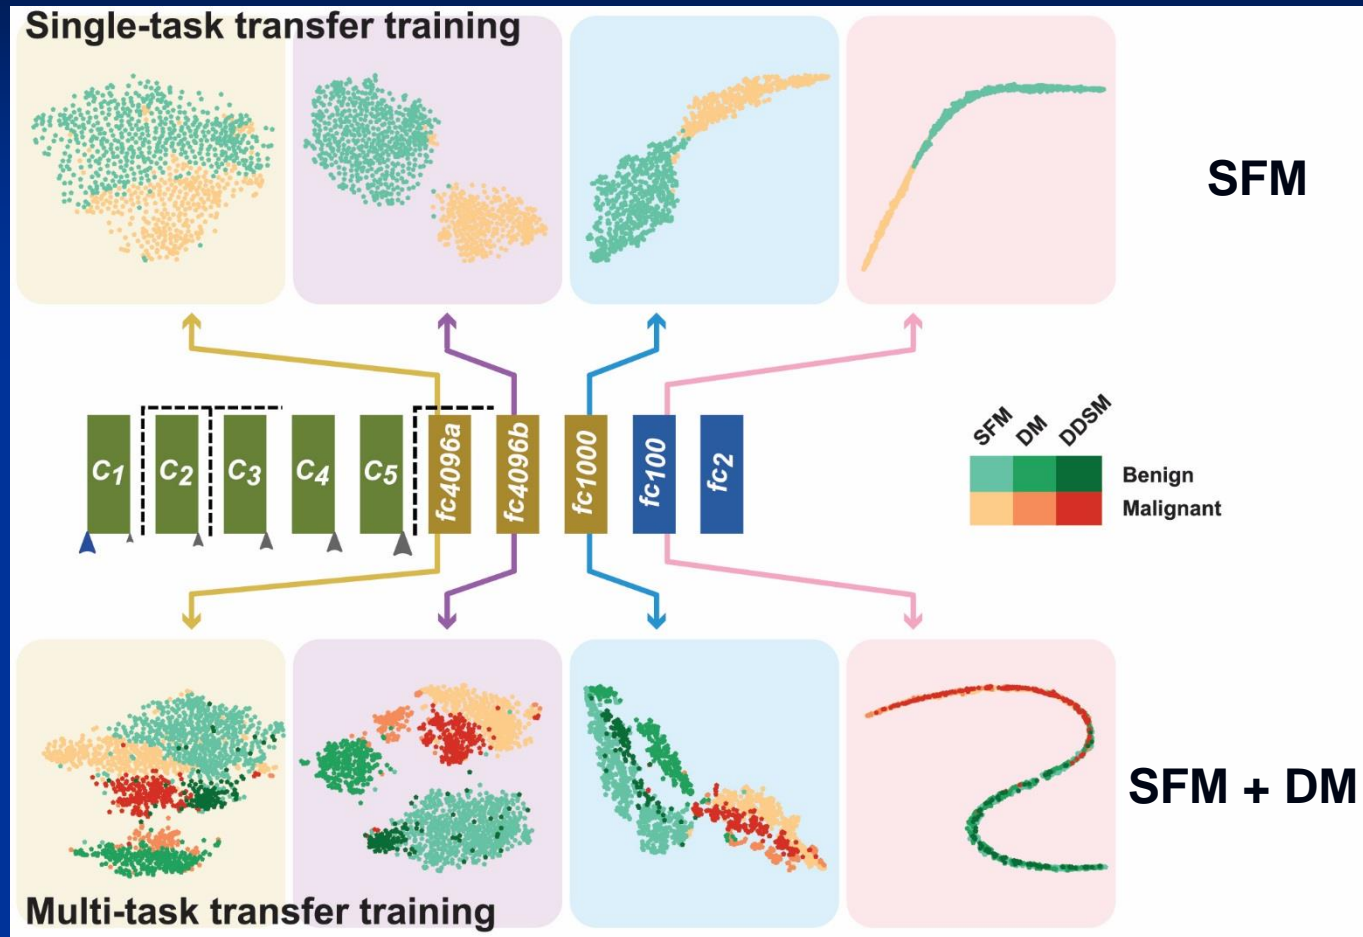 Single-task transfer training
SFM
C1
C2
C3
C4
C5
fc4096a
fc4096b
fc1000
fc100
fc2
SFM
DM
DDSM
Benign
Malignant
SFM + DM
Multi-task transfer training